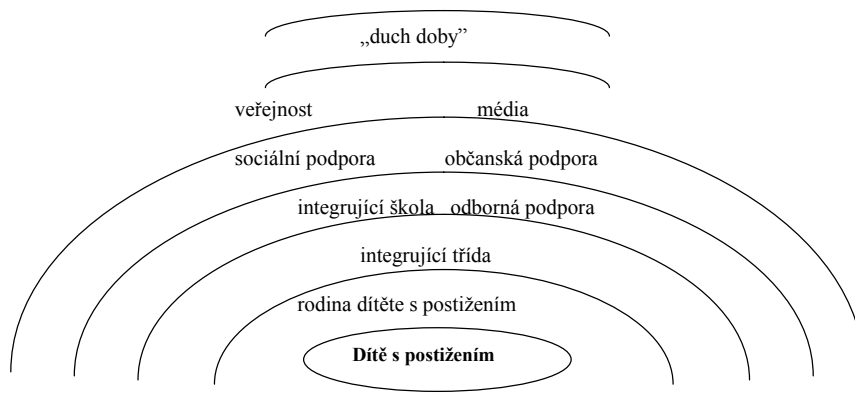 „duch doby”
veřejnost média
sociální podpora občanská podpora
integrující škola odborná podpora
integrující třída
rodina dítěte s postižením
Dítě s postižením